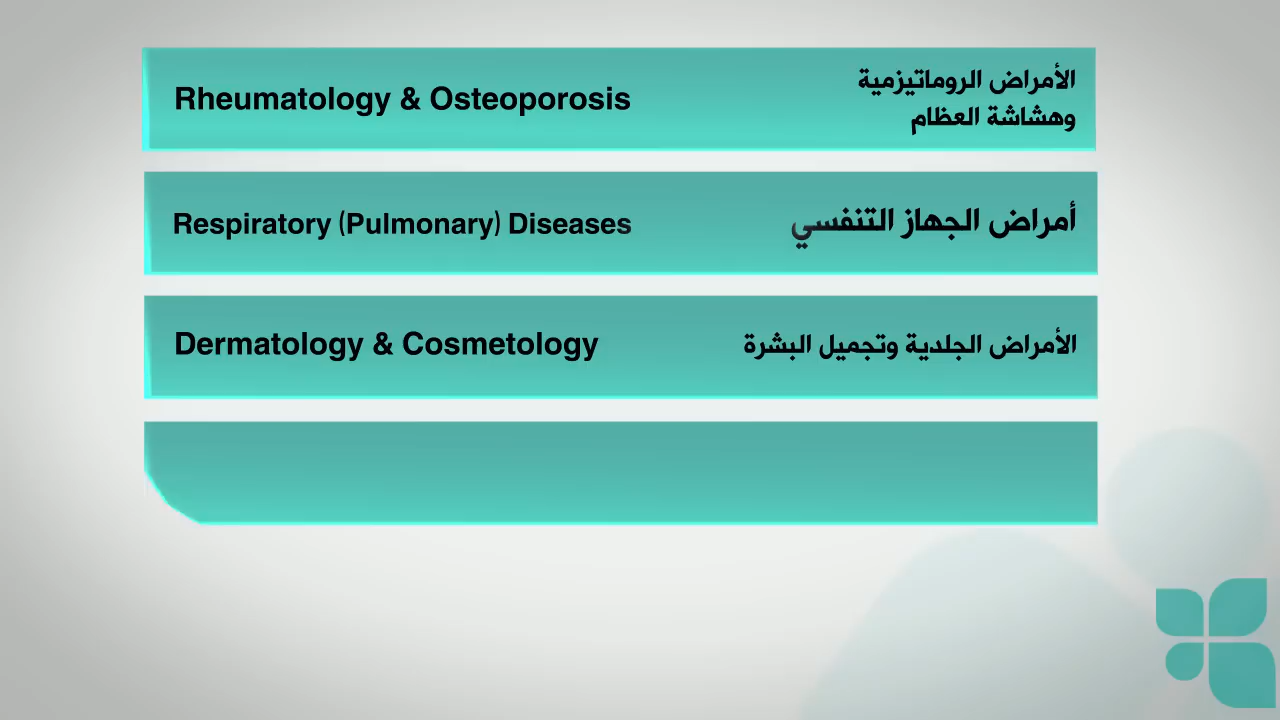 Rheumatology & Osteoporosis
الأمراض الروماتيزمية
وهشاشة العظام
Respiratory (Pulmonary) Diseases
أمراض الجهاز التنفسي
Dermatology & Cosmetology
الأمراض الجلدية وتجميل البشرة